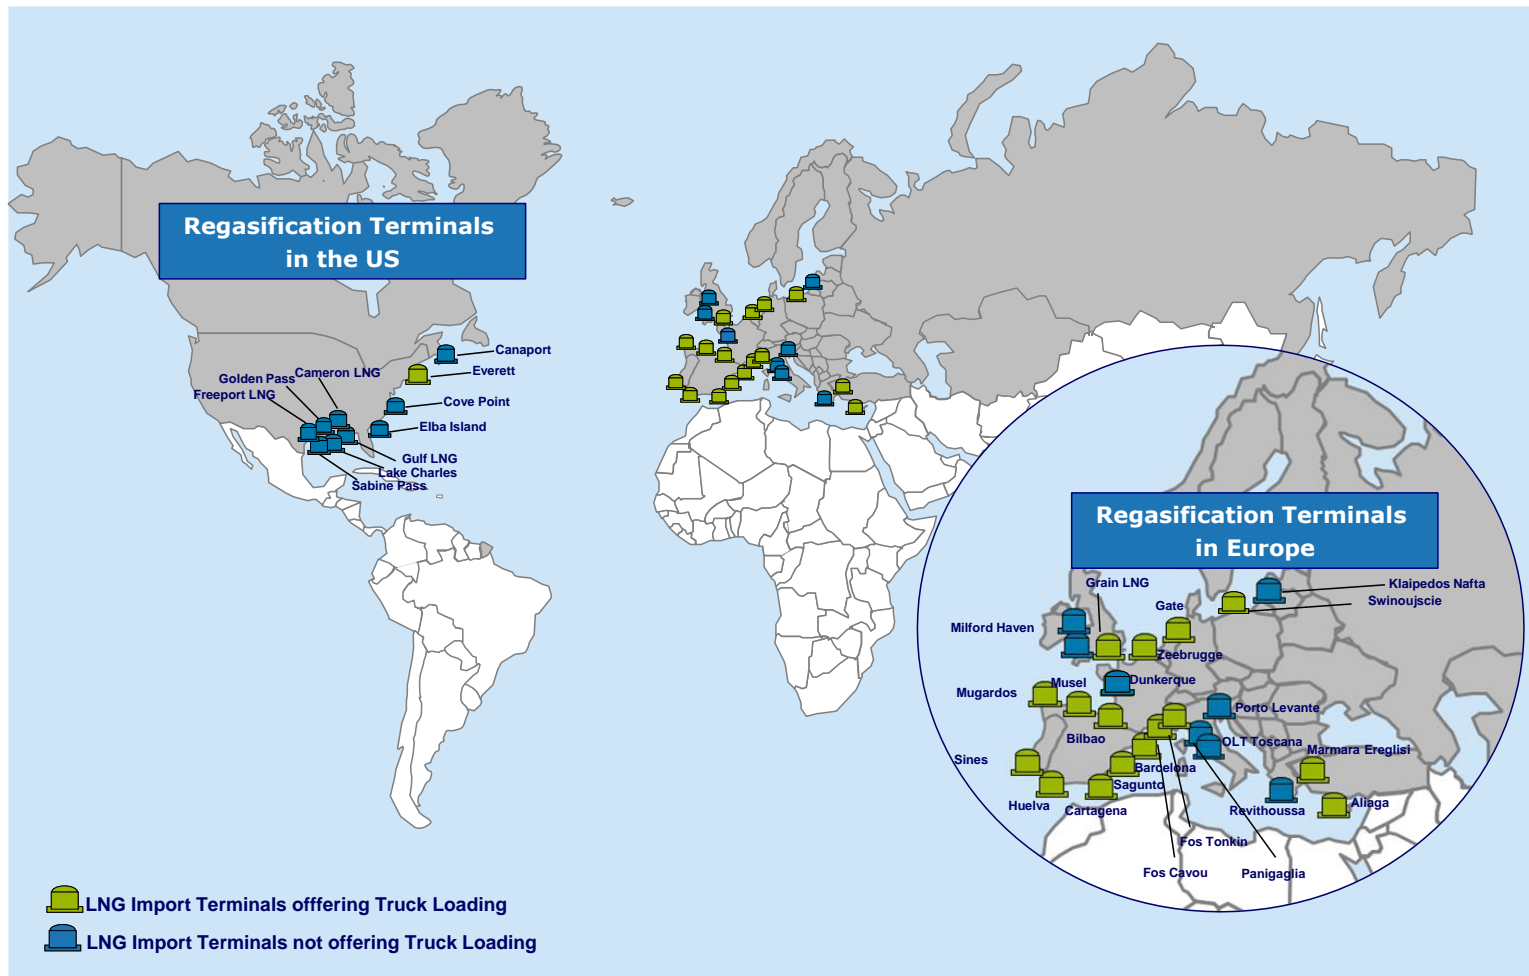 Regasification Terminals
in the US
Canaport
Cameron LNG
Everett
Golden Pass
Freeport LNG
Cove Point
Elba Island
Gulf LNG
Lake Charles
Sabine Pass
Regasification Terminals
in Europe
Grain LNG
Klaipedos Nafta
Swinoujscie
Gate
Milford Haven
Zeebrugge
Musel
Dunkerque
Mugardos
Porto Levante
Bilbao
OLT Toscana
Marmara Ereglisi
Sines
Barcelona
Sagunto
Huelva
Cartagena
Revithoussa
Aliaga
Fos Tonkin
Fos Cavou
Panigaglia
LNG Import Terminals offfering Truck Loading
LNG Import Terminals not offering Truck Loading